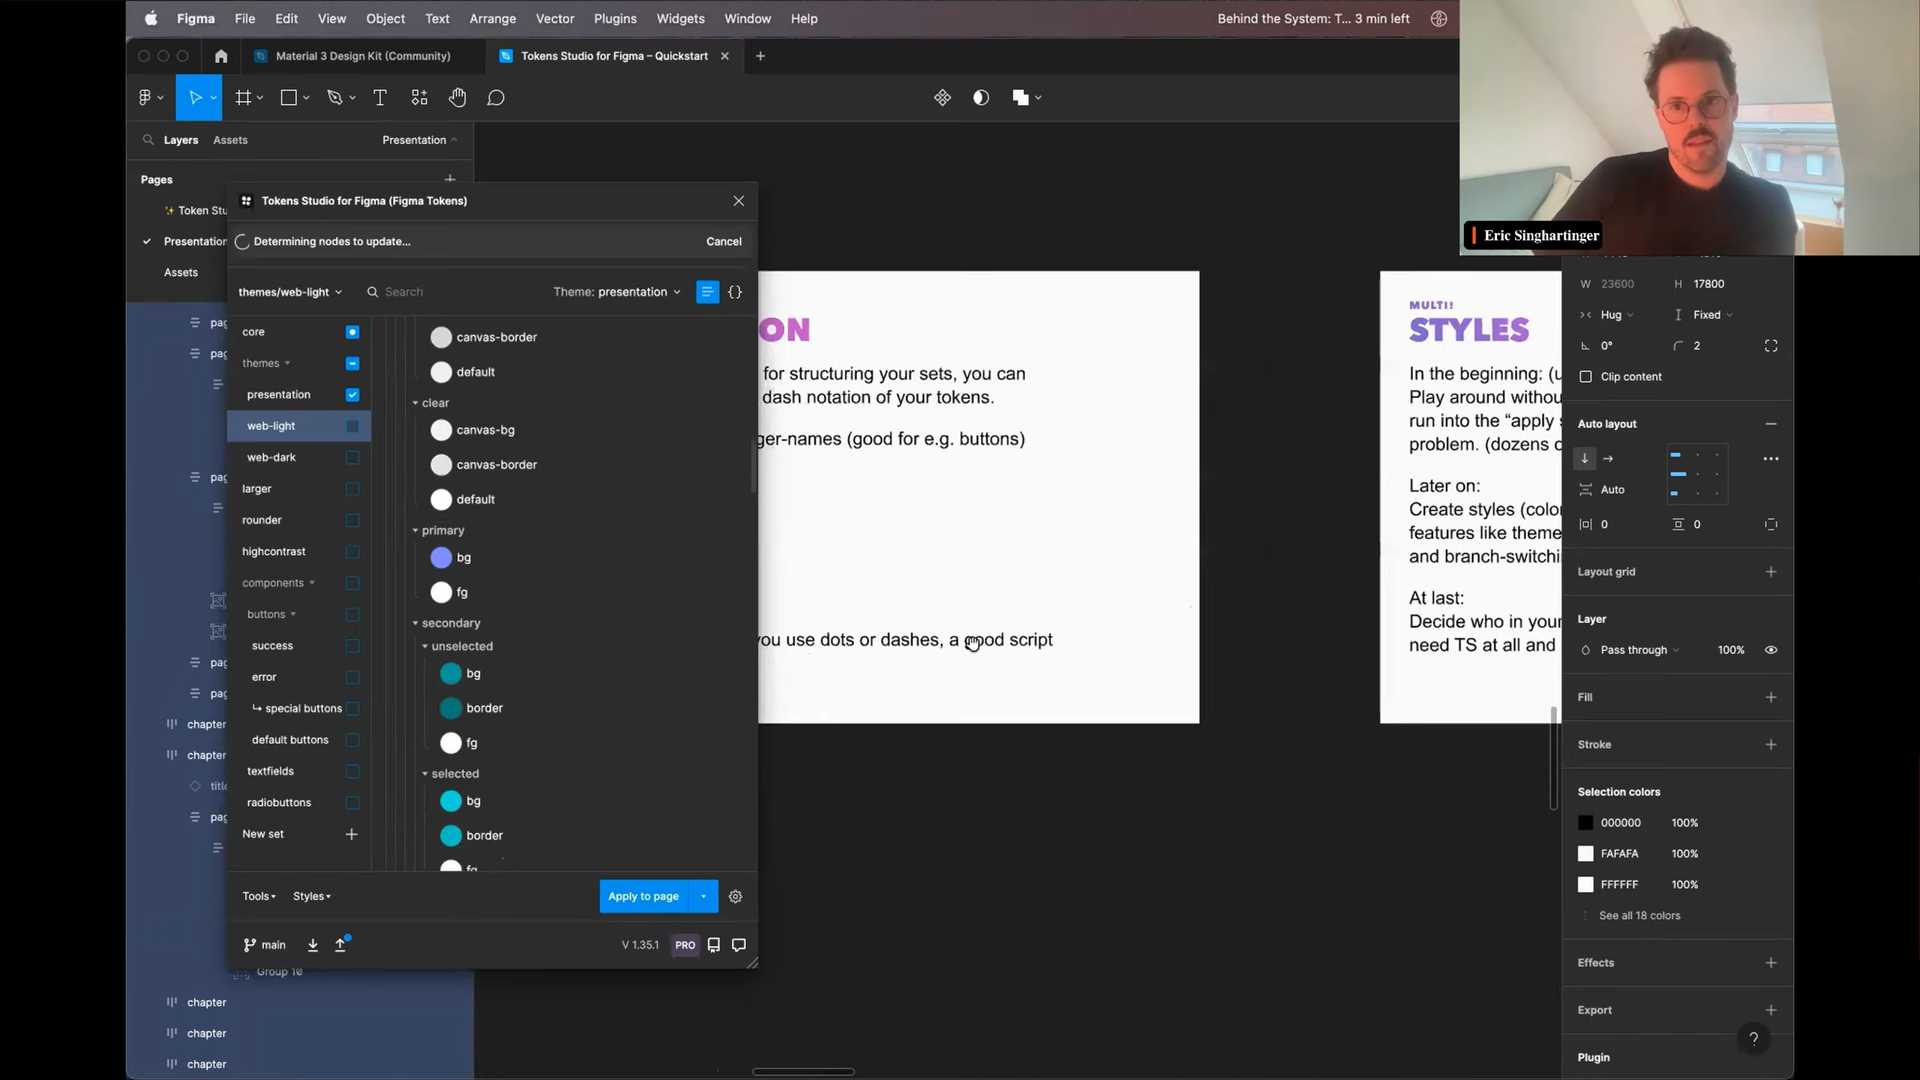 Figma File Edit View Object Text Arrange Vector Plugins Widgets Window Help
Behind the System: T... 3 min left
Material 3 Design Kit (Community)
Tokens Studio for Figma – Quickstart
Layers Assets Presentation
Pages
✨ Token Stu
Presentation
Assets
pag
pag
pag
pag
pag
chapter
chapter
title
pag
Group 10
chapter
chapter
chapter
Tokens Studio for Figma (Figma Tokens)
Determining nodes to update...
Cancel
themes/web-light
Search
Theme: presentation
core
themes
presentation
web-light
web-dark
larger
rounder
highcontrast
components
buttons
success
error
↳ special buttons
default buttons
textfields
radiobuttons
New set
canvas-border
default
clear
canvas-bg
canvas-border
default
primary
bg
fg
secondary
unselected
bg
border
fg
selected
bg
border
fg
Tools
Styles
Apply to page
main
V 1.35.1
PRO
ON
for structuring your sets, you can
dash notation of your tokens.
ger-names (good for e.g. buttons)
you use dots or dashes, a good script
MULTI!
STYLES
In the beginning: (u
Play around withou
run into the “apply s
problem. (dozens o
Later on:
Create styles (color
features like theme
and branch-switchi
At last:
Decide who in your
need TS at all and
Eric Singhartinger
W 23600 H 17800
Hug Fixed
0° 2
Clip content
Auto layout
Auto
0 0
Layout grid
Layer
Pass through 100%
Fill
Stroke
Selection colors
000000 100%
FAFAFA 100%
FFFFFF 100%
See all 18 colors
Effects
Export
?
Plugin